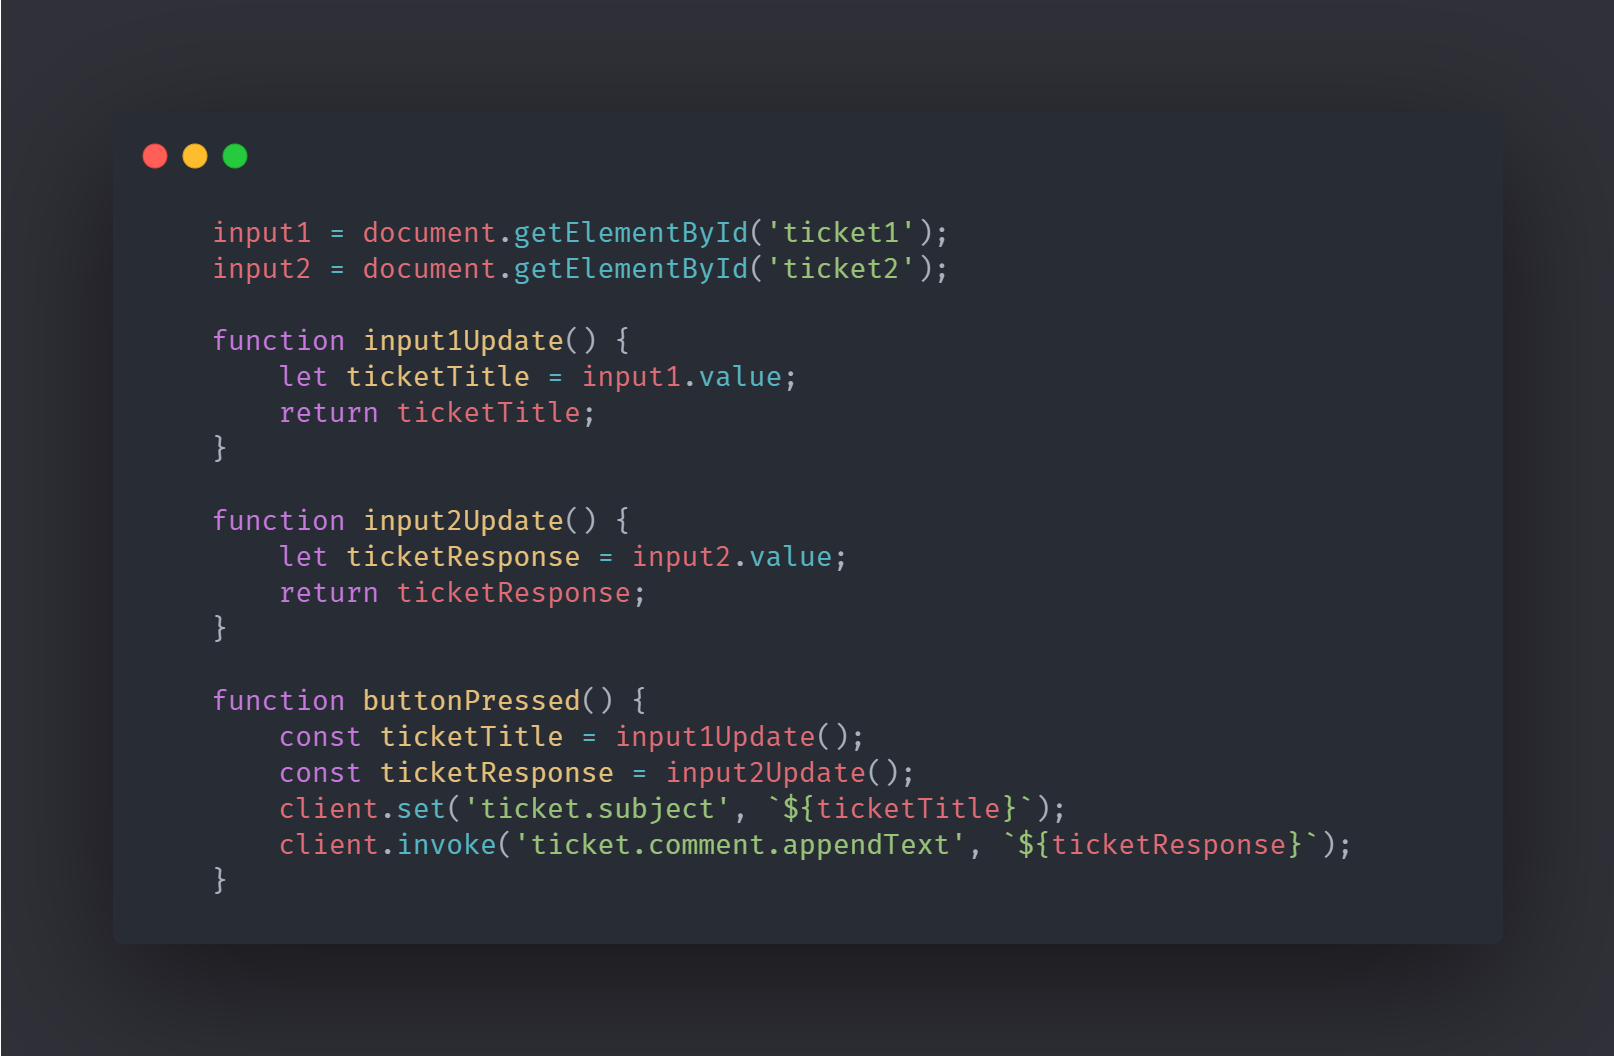 input1 = document.getElementById('ticket1');
input2 = document.getElementById('ticket2');

function input1Update() {
    let ticketTitle = input1.value;
    return ticketTitle;
}

function input2Update() {
    let ticketResponse = input2.value;
    return ticketResponse;
}

function buttonPressed() {
    const ticketTitle = input1Update();
    const ticketResponse = input2Update();
    client.set('ticket.subject', `${ticketTitle}`);
    client.invoke('ticket.comment.appendText', `${ticketResponse}`);
}